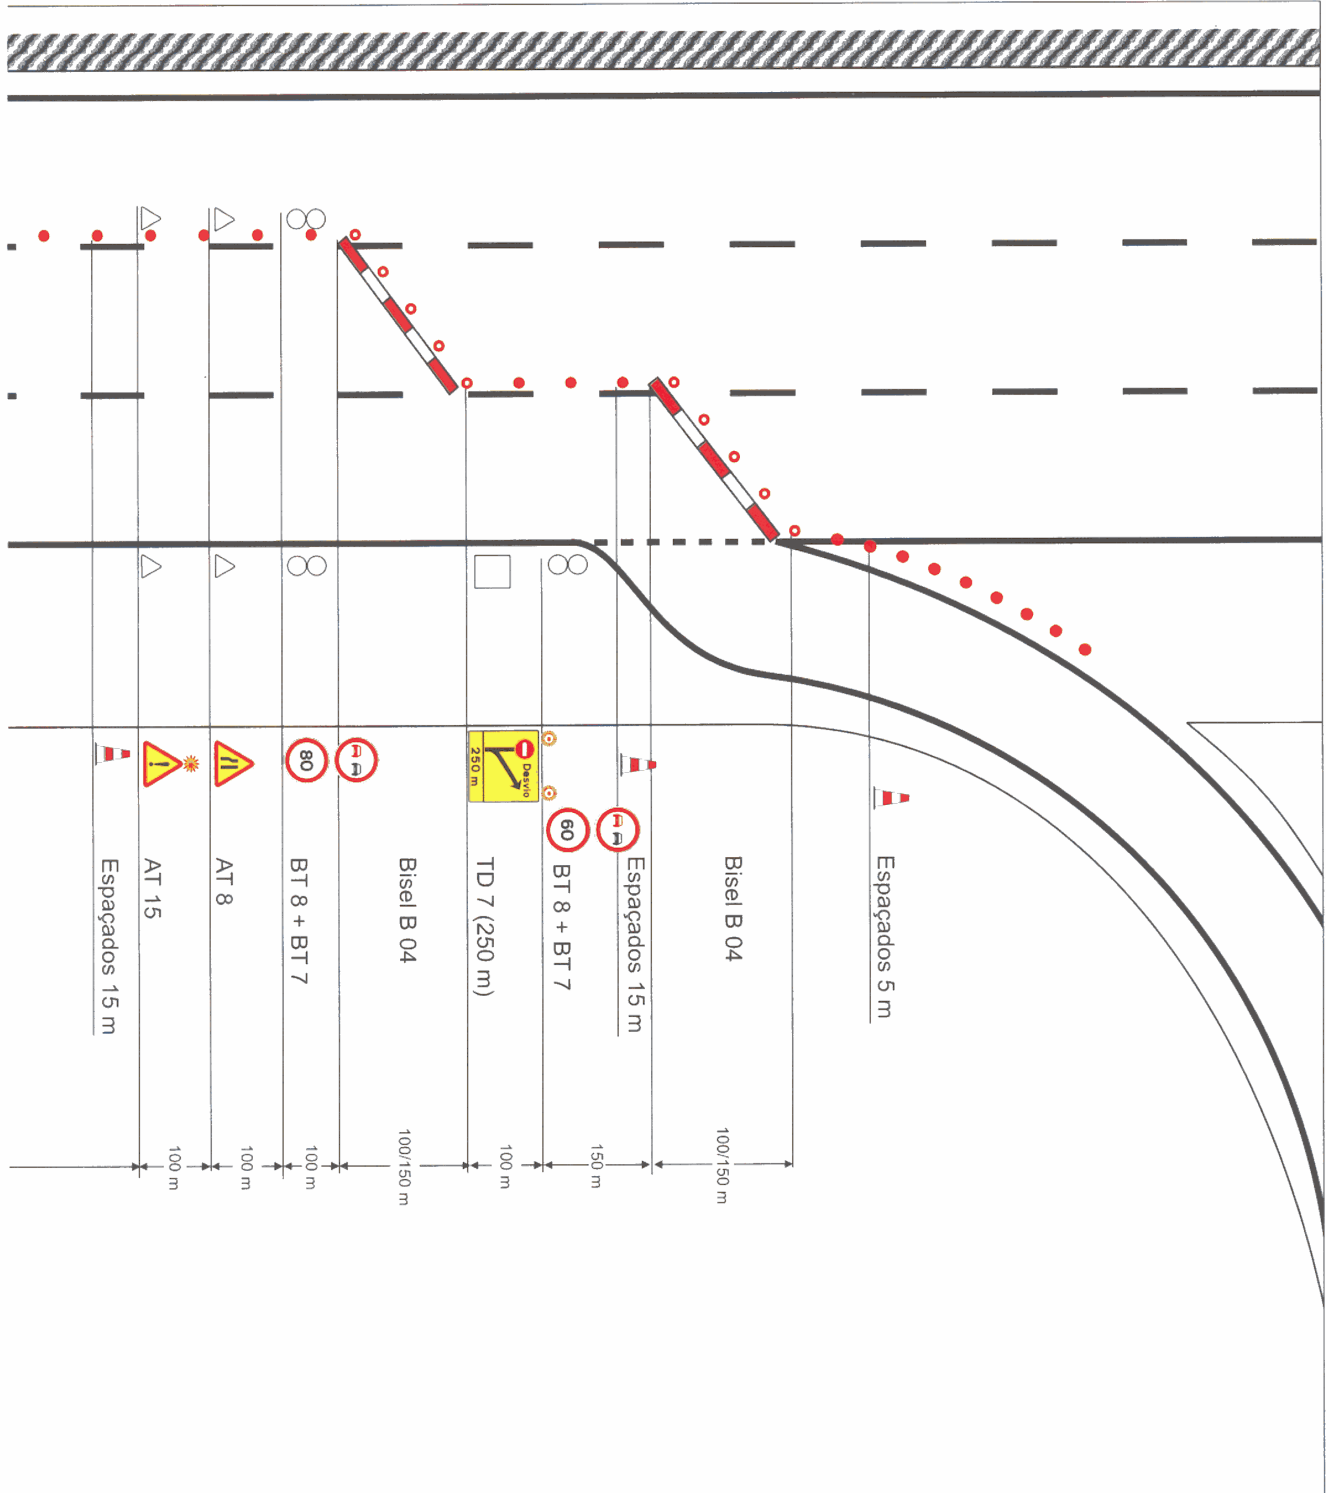 Espaçados 15 m
AT 15
!
AT 8
BT 8 + BT 7
80
Bisel B 04
TD 7 (250 m)
Desvio
250 m
BT 8 + BT 7
60
Espaçados 15 m
Bisel B 04
Espaçados 5 m
100 m
100 m
100 m
100/150 m
100 m
150 m
100/150 m